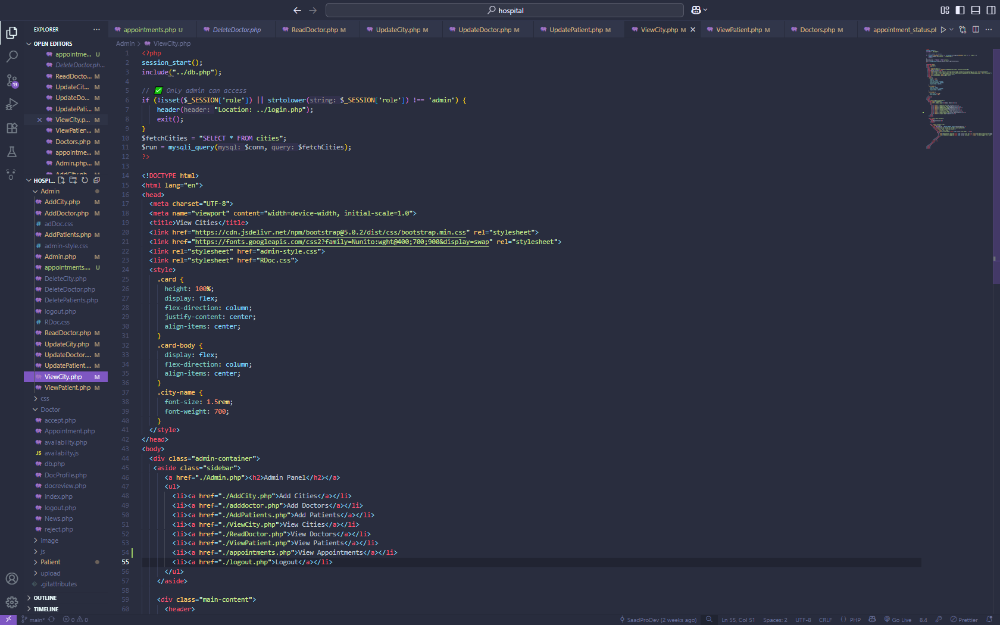 hospital
EXPLORER
OPEN EDITORS
appointme... U
DeleteDoctor.ph...
ReadDocto... M
UpdateCit... M
UpdateDo... M
UpdatePati... M
ViewCity.p... M
ViewPatien... M
Doctors.php M
appointme... M
Admin.php... M
HOSPI...
Admin
AddCity.php M
AddDoctor.php M
# adDoc.css
AddPatients.php M
# admin-style.css
Admin.php M
appointments.... U
DeleteCity.php
DeleteDoctor.php
DeletePatients.php
logout.php
# RDoc.css
ReadDoctor.php M
UpdateCity.php M
UpdateDoctor.... M
UpdatePatient.... M
ViewCity.php M
ViewPatient.php M
css
Doctor
accept.php
Appointment.php
availability.php
JS availabilty.js
db.php
DocProfile.php
docreview.php
index.php
logout.php
News.php
reject.php
image
js
Patient
upload
.gitattributes
OUTLINE
TIMELINE
13
appointments.php U
DeleteDoctor.php
ReadDoctor.php M
UpdateCity.php M
UpdateDoctor.php M
UpdatePatient.php M
ViewCity.php M
ViewPatient.php M
Doctors.php M
appointment_status.pl
Admin > ViewCity.php
1 <?php
2 session_start();
3 include("../db.php");
4
5 // ✅ Only admin can access
6 if (!isset($_SESSION['role']) || strtolower(string: $_SESSION['role']) !== 'admin') {
7 header(header: "Location: ../login.php");
8 exit();
9 }
10 $fetchCities = "SELECT * FROM cities";
11 $run = mysqli_query(mysql: $conn, query: $fetchCities);
12 ?>
13
14 <!DOCTYPE html>
15 <html lang="en">
16 <head>
17 <meta charset="UTF-8">
18 <meta name="viewport" content="width=device-width, initial-scale=1.0">
19 <title>View Cities</title>
20 <link href="https://cdn.jsdelivr.net/npm/bootstrap@5.0.2/dist/css/bootstrap.min.css" rel="stylesheet">
21 <link href="https://fonts.googleapis.com/css2?family=Nunito:wght@400;700;900&display=swap" rel="stylesheet">
22 <link rel="stylesheet" href="admin-style.css">
23 <link rel="stylesheet" href="RDoc.css">
24 <style>
25 .card {
26 height: 100%;
27 display: flex;
28 flex-direction: column;
29 justify-content: center;
30 align-items: center;
31 }
32 .card-body {
33 display: flex;
34 flex-direction: column;
35 align-items: center;
36 }
37 .city-name {
38 font-size: 1.5rem;
39 font-weight: 700;
40 }
41 </style>
42 </head>
43 <body>
44 <div class="admin-container">
45 <aside class="sidebar">
46 <a href="./Admin.php"><h2>Admin Panel</h2></a>
47 <ul>
48 <li><a href="./AddCity.php">Add Cities</a></li>
49 <li><a href="./adddoctor.php">Add Doctors</a></li>
50 <li><a href="./AddPatients.php">Add Patients</a></li>
51 <li><a href="./ViewCity.php">View Cities</a></li>
52 <li><a href="./ReadDoctor.php">View Doctors</a></li>
53 <li><a href="./ViewPatient.php">View Patients</a></li>
54 <li><a href="./appointments.php">View Appointments</a></li>
55 <li><a href="./logout.php">Logout</a></li>
56 </ul>
57 </aside>
58
59 <div class="main-content">
60 <header>
main* 0 0
SaadProDev (2 weeks ago) Ln 55, Col 51 Spaces: 2 UTF-8 CRLF {} PHP Go Live 8.4 Prettier